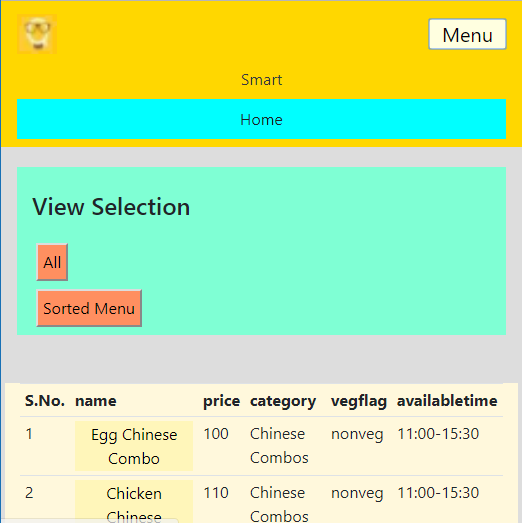 Menu
Smart
Home
View Selection
All
Sorted Menu
S.No. name price category vegflag availabletime
1 Egg Chinese Combo 100 Chinese Combos nonveg 11:00-15:30
2 Chicken Chinese 110 Chinese Combos nonveg 11:00-15:30